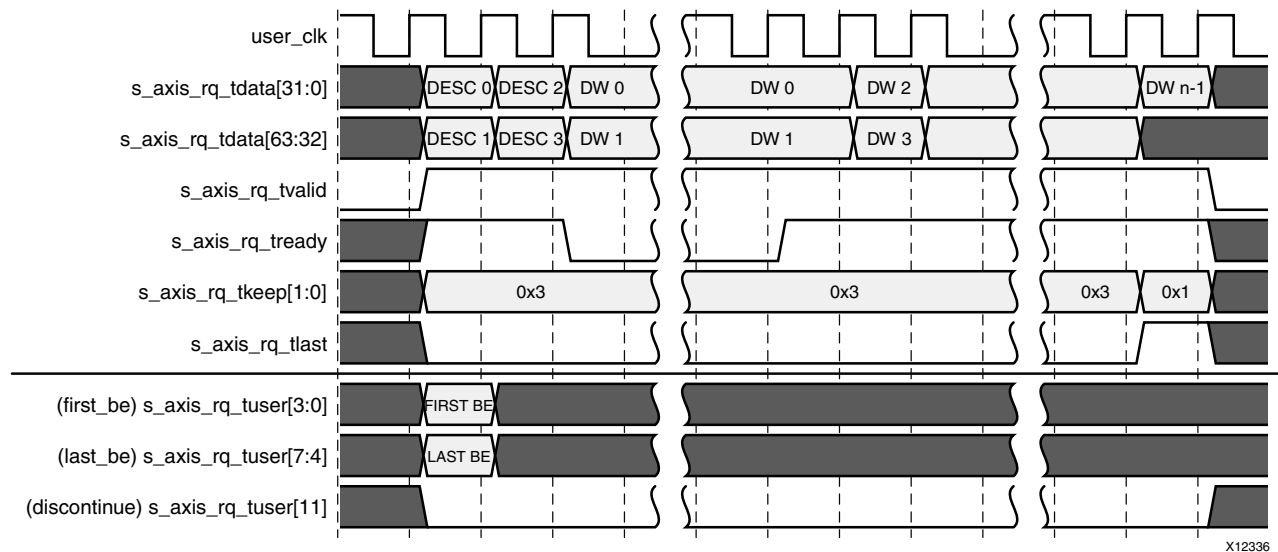 user_clk
s_axis_rq_tdata[31:0] DESC 0 DESC 2 DW 0 DW 0 DW 2 DW n-1
s_axis_rq_tdata[63:32] DESC 1 DESC 3 DW 1 DW 1 DW 3
s_axis_rq_tvalid
s_axis_rq_tready
s_axis_rq_tkeep[1:0] 0x3 0x3 0x3 0x1
s_axis_rq_tlast
(first_be) s_axis_rq_tuser[3:0] FIRST BE
(last_be) s_axis_rq_tuser[7:4] LAST BE
(discontinue) s_axis_rq_tuser[11]
X12336